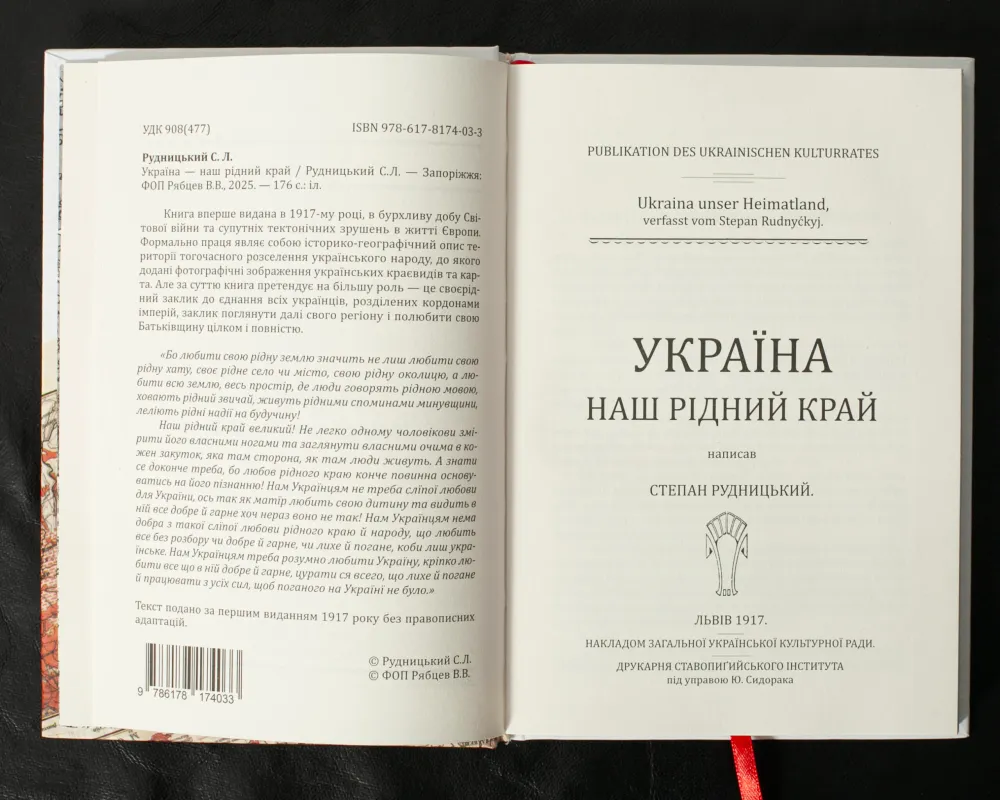 УДК 908(477)
ISBN 978-617-8174-03-3
Рудницький С. Л.
Україна — наш рідний край / Рудницький С.Л. — Запоріжжя:
ФОП Рябцев В.В., 2025. — 176 с.: іл.
Книга вперше видана в 1917-му році, в бурхливу добу Сві-
тової війни та супутніх тектонічних зрушень в житті Європи.
Формально праця являє собою історико-географічний опис те-
риторії тогочасного розселення українського народу, до якого
додані фотографічні зображення українських краєвидів та кар-
та. Але за суттю книга претендує на більшу роль — це своєрід-
ний заклик до єднання всіх українців, розділених кордонами
імперій, заклик поглянути далі свого регіону і полюбити свою
Батьківщину цілком і повністю.
«Бо любити свою рідну землю значить не лиш любити свою
рідну хату, своє рідне село чи місто, свою рідну околицю, а лю-
бити всю землю, весь простір, де люди говорять рідною мовою,
ховають рідний звичай, живуть рідними споминами минувщини,
леліють рідні надії на будучину!
Наш рідний край великий! Не легко одному чоловікови змі-
рити його власними ногами та заглянути власними очима в ко-
жен закуток, яка там сторона, як там люди живуть. А знати
се доконче треба, бо любов рідного краю конче повинна основу-
ватись на його пізнанню! Нам Українцям не треба сліпої любови
для України, ось так як матїр любить свою дитину та видить в
ній все добре й гарне хоч нераз воно не так! Нам Українцям нема
добра з такої сліпої любови рідного краю й народу, що любить
все без розбору чи добре й гарне, чи лихе й погане, коби лиш укра-
їнське. Нам Українцям треба розумно любити Україну, кріпко лю-
бити все що в ній добре й гарне, цурати ся всего, що лихе й погане
й працювати з усїх сил, щоб поганого на Україні не було.»
Текст подано за першим виданням 1917 року без правописних
адаптацій.
9 786178 174033
© Рудницький С.Л.
© ФОП Рябцев В.В.
PUBLIKATION DES UKRAINISCHEN KULTURRATES
Ukraina unser Heimatland,
verfasst vom Stepan Rudnyčkyj.
УКРАЇНА
НАШ РІДНИЙ КРАЙ
написав
СТЕПАН РУДНИЦЬКИЙ.
ЛЬВІВ 1917.
НАКЛАДОМ ЗАГАЛЬНОЇ УКРАЇНСЬКОЇ КУЛЬТУРНОЇ РАДИ.
ДРУКАРНЯ СТАВОПИҐІЙСЬКОГО ІНСТИТУТА
під управою Ю. Сидорака